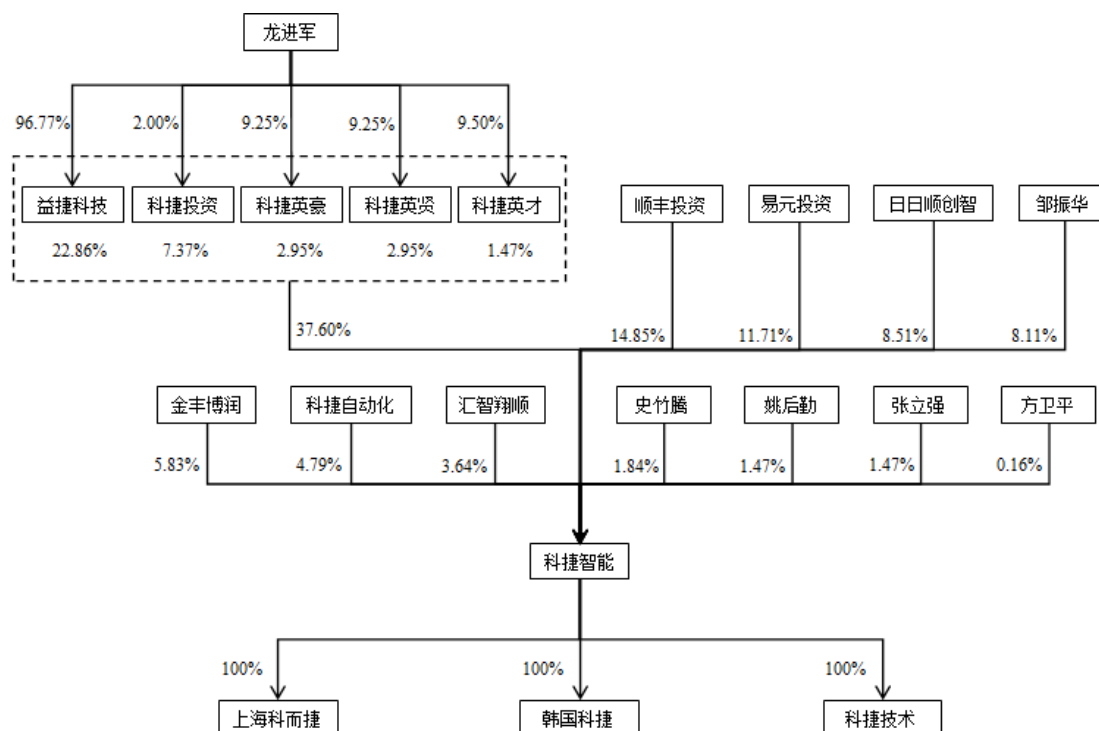 龙进军
96.77% 2.00% 9.25% 9.25% 9.50%
益捷科技 科捷投资 科捷英豪 科捷英贤 科捷英才 顺丰投资 易元投资 日日顺创智 邹振华
22.86% 7.37% 2.95% 2.95% 1.47%
37.60% 14.85% 11.71% 8.51% 8.11%
金丰博润 科捷自动化 汇智翔顺 史竹腾 姚后勤 张立强 方卫平
5.83% 4.79% 3.64% 1.84% 1.47% 1.47% 0.16%
科捷智能
100% 100% 100%
上海科而捷 韩国科捷 科捷技术